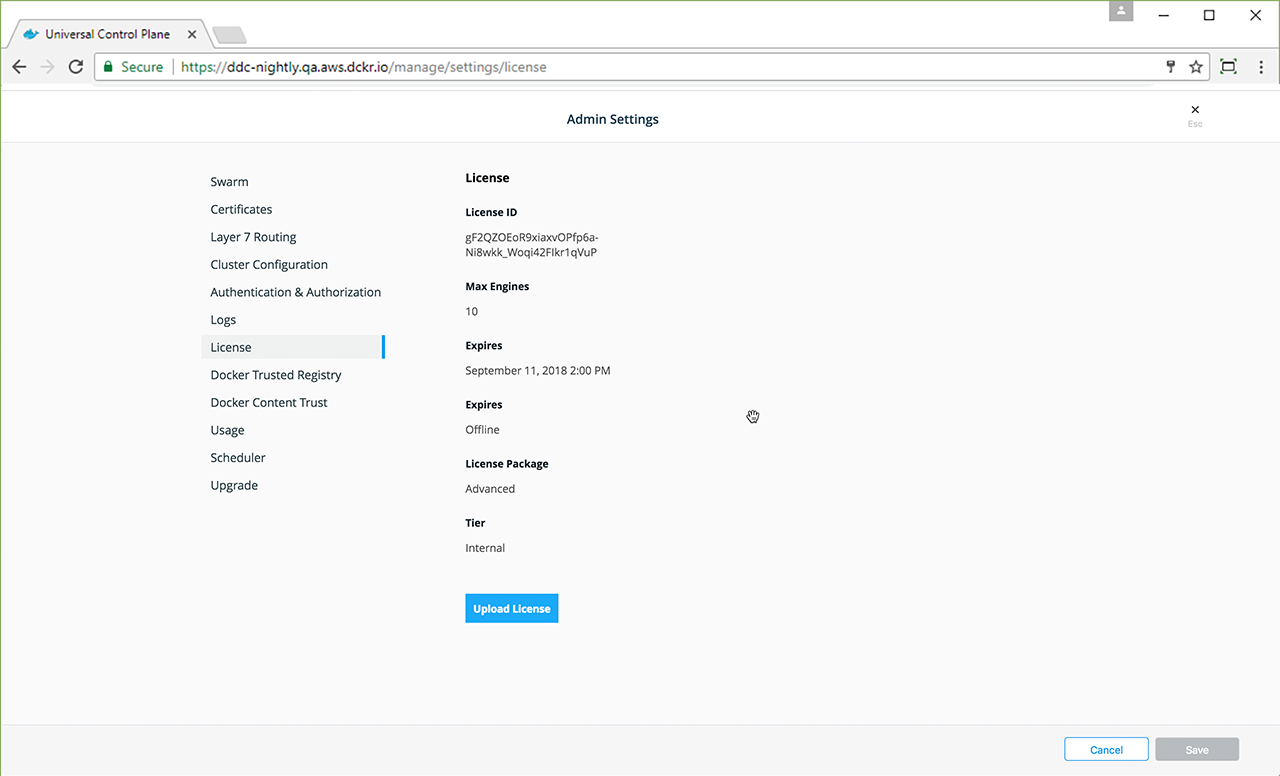 Universal Control Plane
Secure https://ddc-nightly.qa.aws.dckr.io/manage/settings/license
Admin Settings
Esc
Swarm
Certificates
Layer 7 Routing
Cluster Configuration
Authentication & Authorization
Logs
License
Docker Trusted Registry
Docker Content Trust
Usage
Scheduler
Upgrade
License
License ID
gF2QZOEoR9xiaxvOPfp6a-
Ni8wkk_Woqi42FIkr1qVuP
Max Engines
10
Expires
September 11, 2018 2:00 PM
Expires
Offline
License Package
Advanced
Tier
Internal
Upload License
Cancel
Save